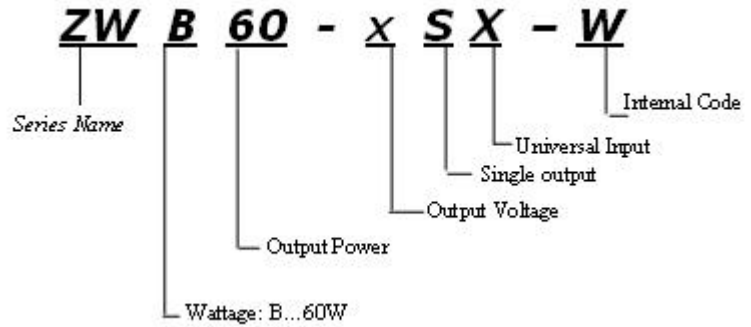 ZW B 60 - x S X - W
Internal Code
Series Name
Universal Input
Single output
Output Voltage
Output Power
Wattage: B...60W